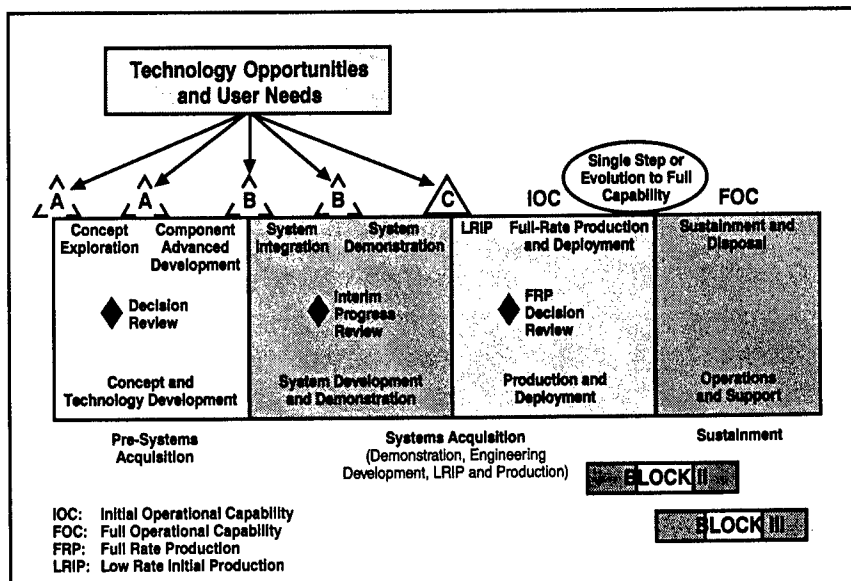 Technology Opportunities
and User Needs
A
A
B
B
C
IOC
Single Step or
Evolution to Full
Capability
FOC
Concept
Exploration
Component
Advanced
Development
System
Integration
System
Demonstration
LRIP
Full-Rate Production
and Deployment
Sustainment and
Disposal
Decision
Review
Interim
Progress
Review
FRP
Decision
Review
Concept and
Technology Development
System Development
and Demonstration
Production and
Deployment
Operations
and Support
Pre-Systems
Acquisition
Systems Acquisition
(Demonstration, Engineering
Development, LRIP and Production)
Sustainment
BLOCK II
BLOCK III
IOC: Initial Operational Capability
FOC: Full Operational Capability
FRP: Full Rate Production
LRIP: Low Rate Initial Production